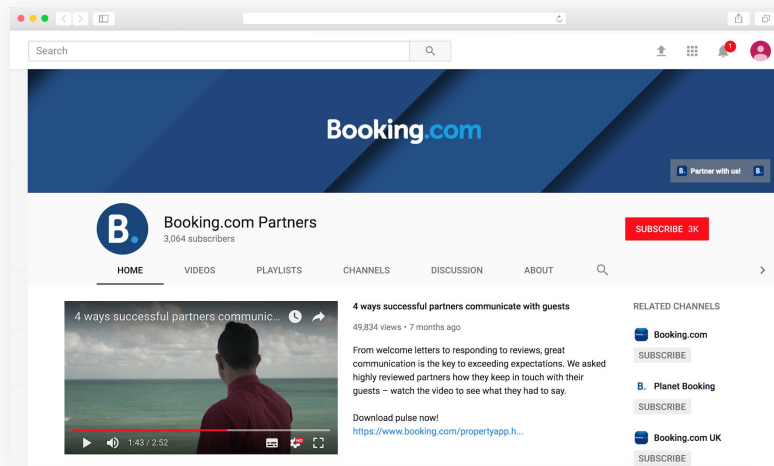 Search
1
Booking.com
B. Partner with us! B.
B.
Booking.com Partners
3,064 subscribers
SUBSCRIBE 3K
HOME VIDEOS PLAYLISTS CHANNELS DISCUSSION ABOUT
4 ways successful partners communic...
1:43 / 2:52
HD
4 ways successful partners communicate with guests
49,834 views • 7 months ago
From welcome letters to responding to reviews, great
communication is the key to exceeding expectations. We asked
highly reviewed partners how they keep in touch with their
guests – watch the video to see what they had to say.
Download pulse now!
https://www.booking.com/propertyapp.h...
RELATED CHANNELS
Booking.com
SUBSCRIBE
B. Planet Booking
SUBSCRIBE
Booking.com UK
SUBSCRIBE